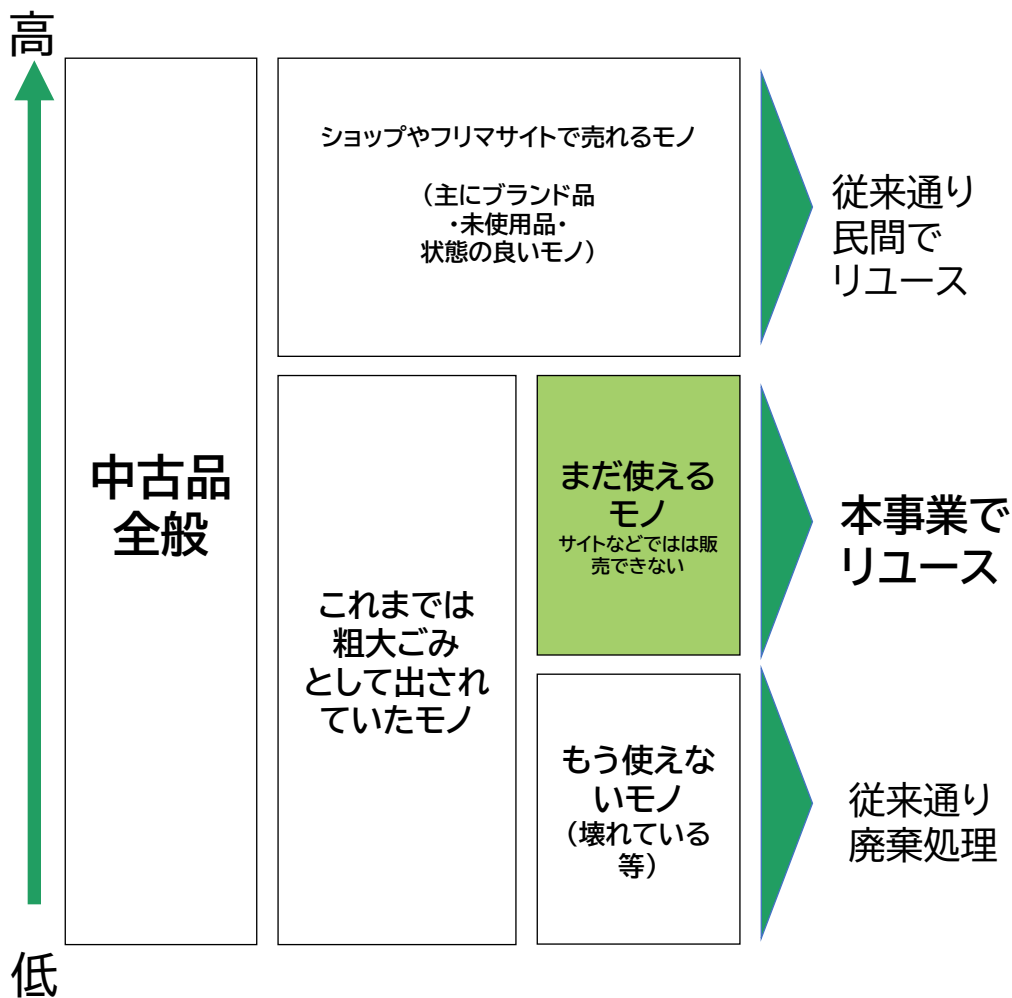 高
ショップやフリマサイトで売れるモノ
（主にブランド品
・未使用品・
状態の良いモノ）
従来通り
民間で
リユース
中古品
全般
まだ使える
モノ
サイトなどではは販
売できない
本事業で
リユース
これまでは
粗大ごみ
として出され
ていたモノ
もう使えな
いモノ
（壊れている
等）
従来通り
廃棄処理
低